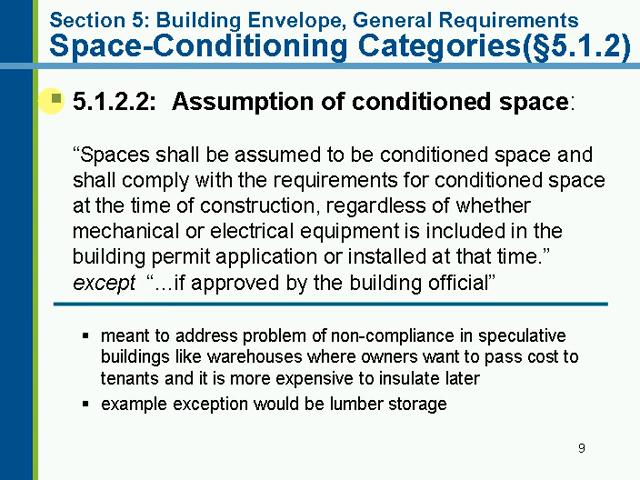 Section 5: Building Envelope, General Requirements
Space-Conditioning Categories(§5.1.2)
▪ 5.1.2.2: Assumption of conditioned space:
“Spaces shall be assumed to be conditioned space and
shall comply with the requirements for conditioned space
at the time of construction, regardless of whether
mechanical or electrical equipment is included in the
building permit application or installed at that time.”
except “…if approved by the building official”
▪ meant to address problem of non-compliance in speculative
buildings like warehouses where owners want to pass cost to
tenants and it is more expensive to insulate later
▪ example exception would be lumber storage
9